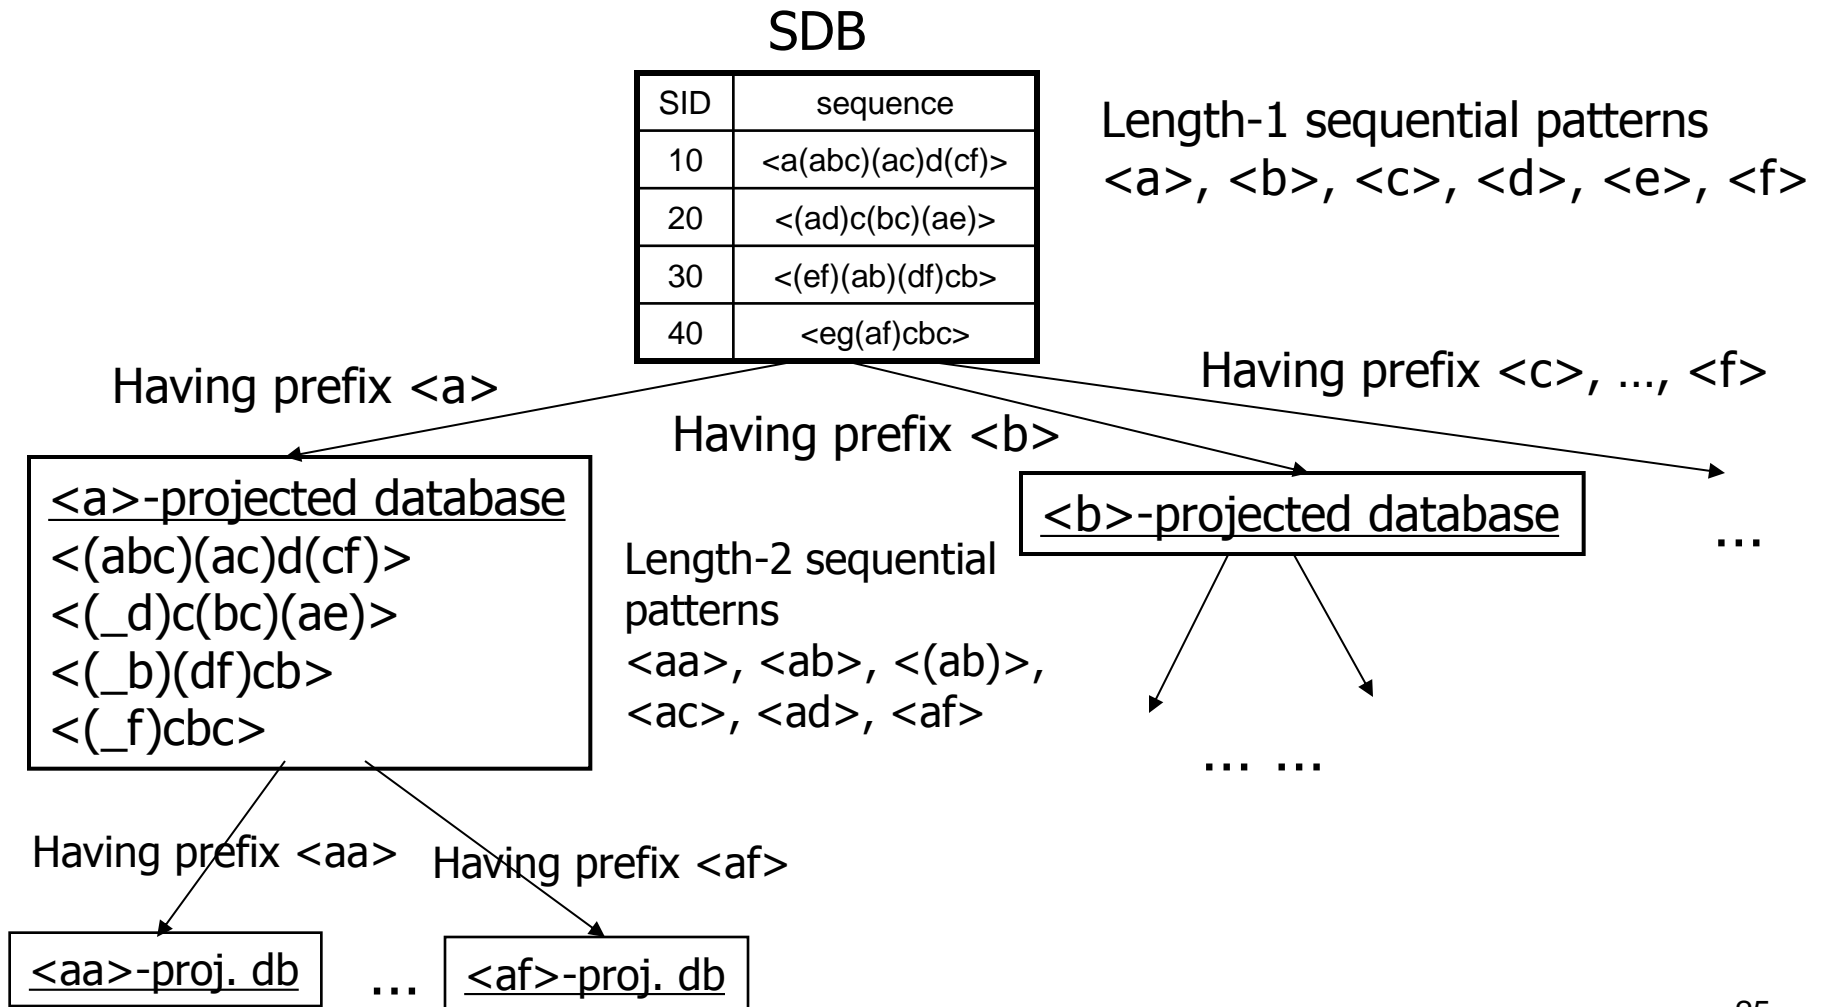 SDB
SID sequence
10 <a(abc)(ac)d(cf)>
20 <(ad)c(bc)(ae)>
30 <(ef)(ab)(df)cb>
40 <eg(af)cbc>
Length-1 sequential patterns
<a>, <b>, <c>, <d>, <e>, <f>
Having prefix <a>
Having prefix <b>
Having prefix <c>, …, <f>
<a>-projected database
<(abc)(ac)d(cf)>
<(_d)c(bc)(ae)>
<(_b)(df)cb>
<(_f)cbc>
Length-2 sequential
patterns
<aa>, <ab>, <(ab)>,
<ac>, <ad>, <af>
<b>-projected database
…
… …
Having prefix <aa>
Having prefix <af>
<aa>-proj. db
…
<af>-proj. db